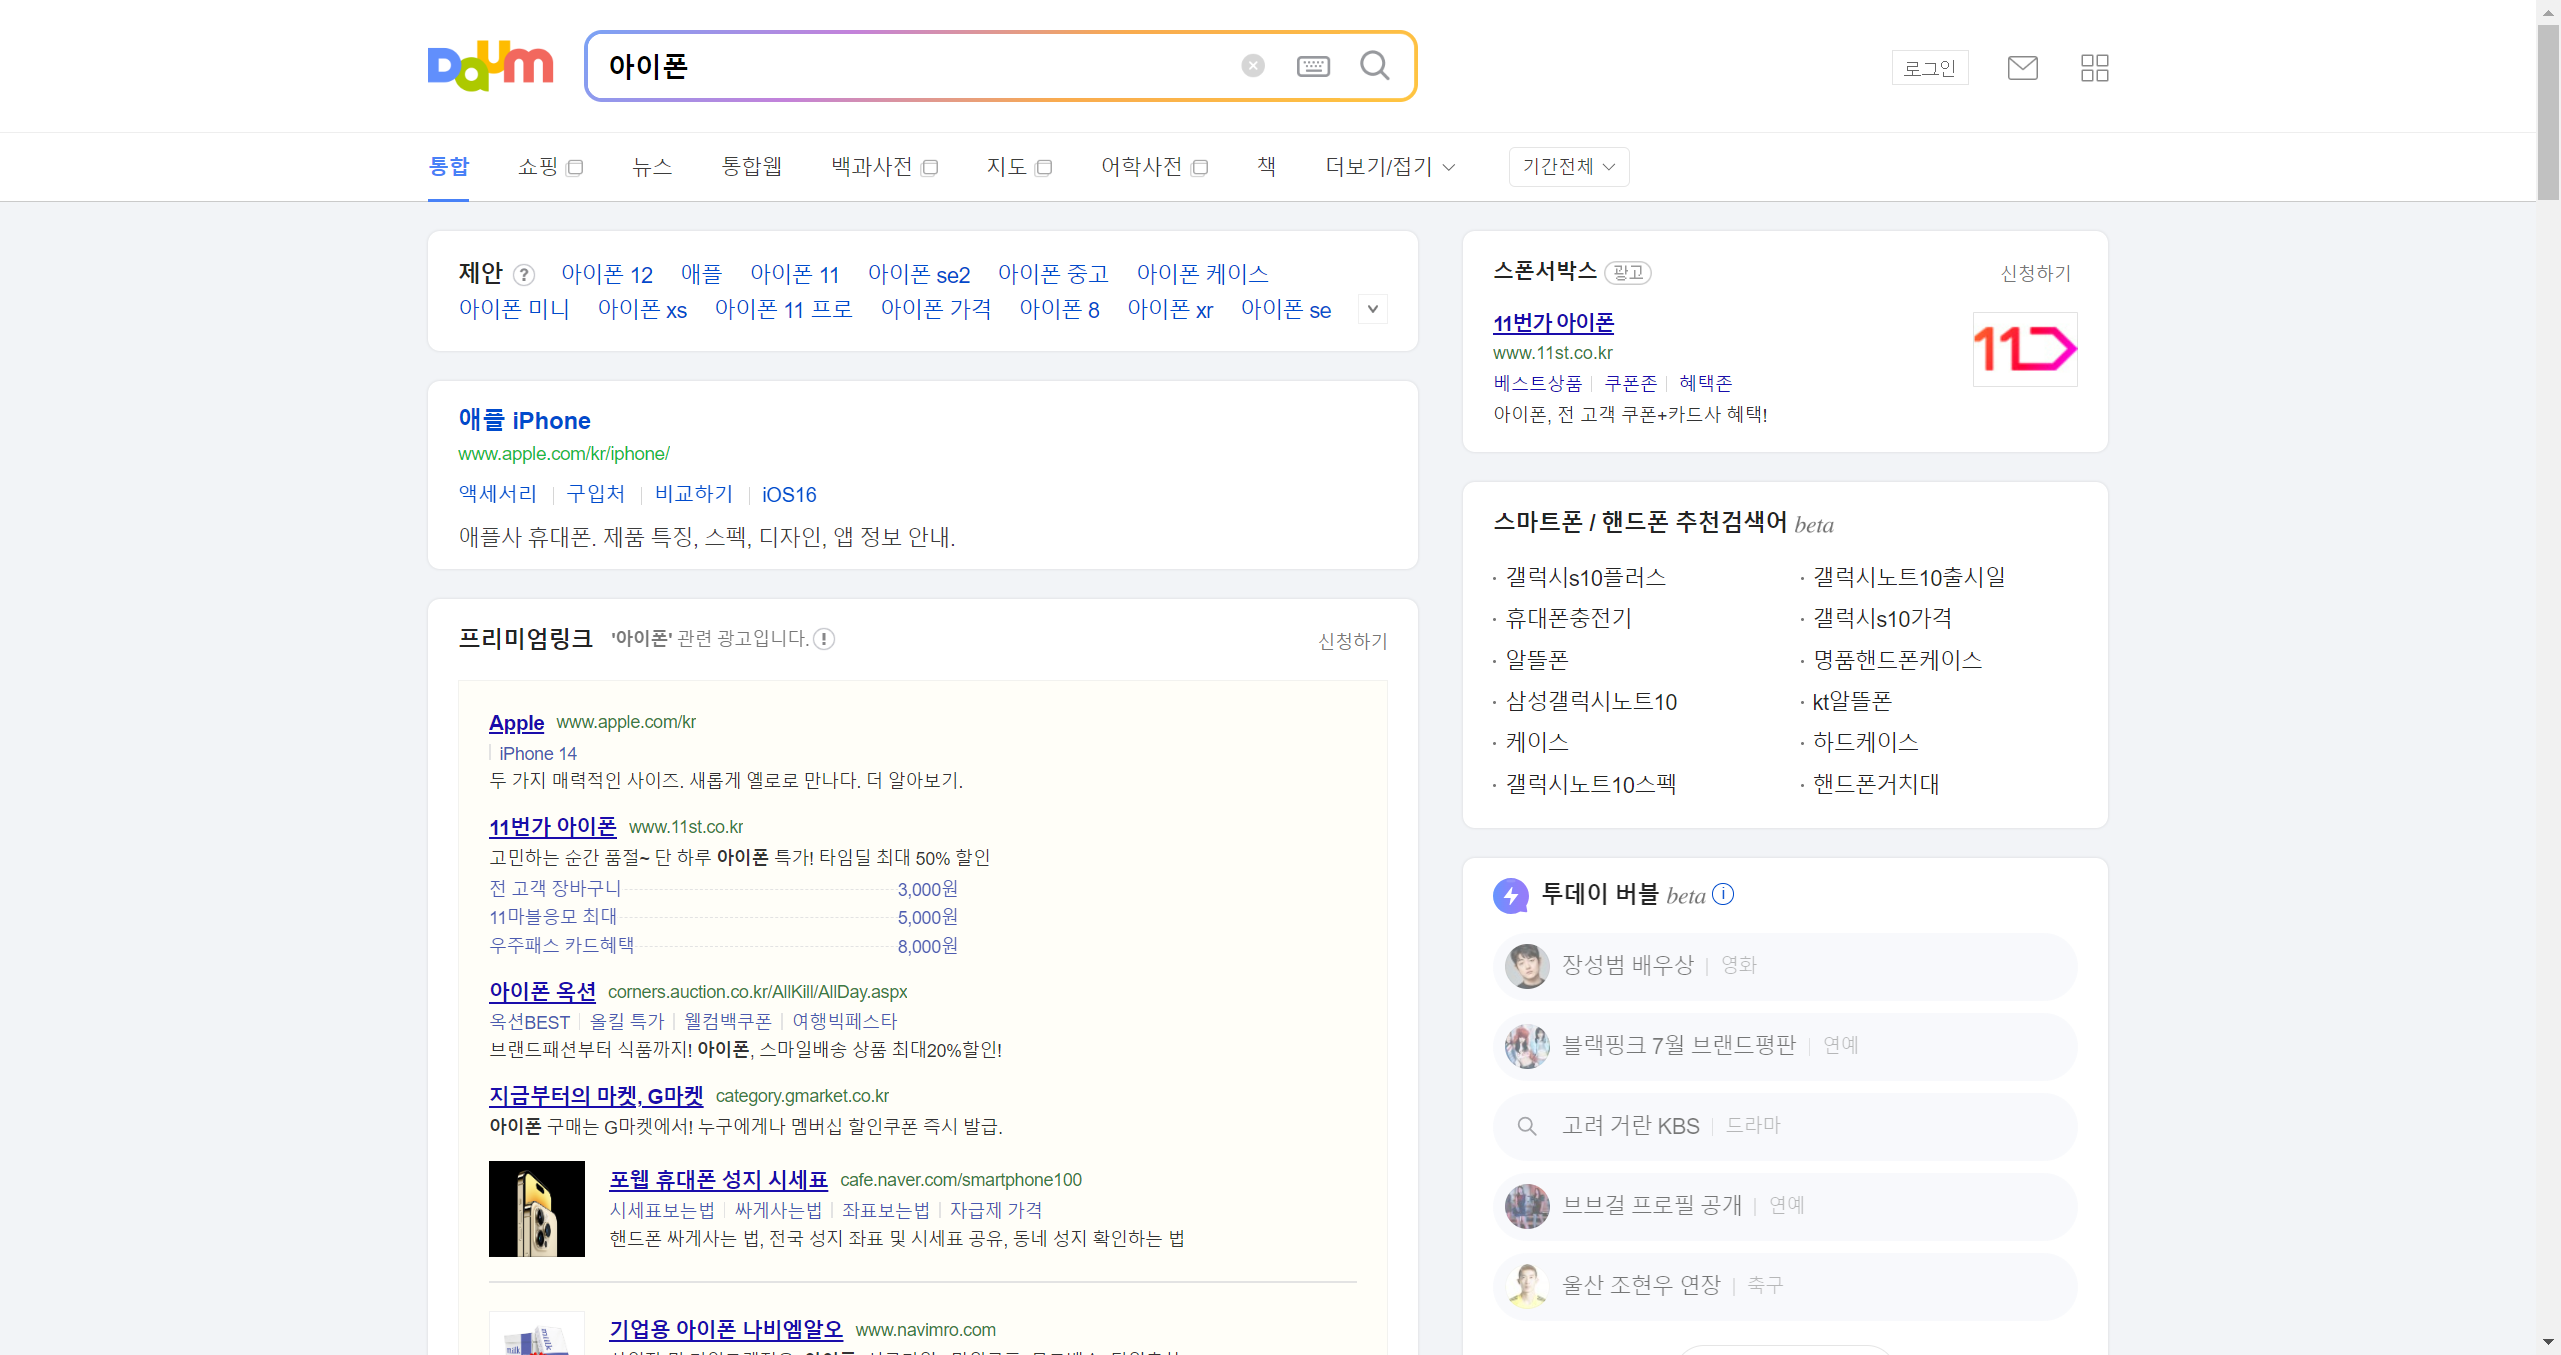 Daum
아이폰
로그인
통합 쇼핑 뉴스 통합웹 백과사전 지도 어학사전 책 더보기/접기 기간전체
제안 ? 아이폰 12 애플 아이폰 11 아이폰 se2 아이폰 중고 아이폰 케이스
아이폰 미니 아이폰 xs 아이폰 11 프로 아이폰 가격 아이폰 8 아이폰 xr 아이폰 se
애플 iPhone
www.apple.com/kr/iphone/
액세서리 구입처 비교하기 iOS16
애플사 휴대폰. 제품 특징, 스펙, 디자인, 앱 정보 안내.
프리미엄링크 '아이폰' 관련 광고입니다. 신청하기
Apple www.apple.com/kr
iPhone 14
두 가지 매력적인 사이즈. 새롭게 옐로로 만나다. 더 알아보기.
11번가 아이폰 www.11st.co.kr
고민하는 순간 품절~ 단 하루 아이폰 특가! 타임딜 최대 50% 할인
전 고객 장바구니 3,000원
11마블응모 최대 5,000원
우주패스 카드혜택 8,000원
아이폰 옥션 corners.auction.co.kr/AllKill/AllDay.aspx
옥션BEST 올킬 특가 웰컴백쿠폰 여행빅페스타
브랜드패션부터 식품까지! 아이폰, 스마일배송 상품 최대20%할인!
지금부터의 마켓, G마켓 category.gmarket.co.kr
아이폰 구매는 G마켓에서! 누구에게나 멤버십 할인쿠폰 즉시 발급.
포웹 휴대폰 성지 시세표 cafe.naver.com/smartphone100
시세표보는법 싸게사는법 좌표보는법 자급제 가격
핸드폰 싸게사는 법, 전국 성지 좌표 및 시세표 공유, 동네 성지 확인하는 법
기업용 아이폰 나비엠알오 www.navimro.com
스폰서박스 광고 신청하기
11번가 아이폰
www.11st.co.kr
베스트상품 쿠폰존 혜택존
아이폰, 전 고객 쿠폰+카드사 혜택!
스마트폰 / 핸드폰 추천검색어 beta
· 갤럭시s10플러스 · 갤럭시노트10출시일
· 휴대폰충전기 · 갤럭시s10가격
· 알뜰폰 · 명품핸드폰케이스
· 삼성갤럭시노트10 · kt알뜰폰
· 케이스 · 하드케이스
· 갤럭시노트10스펙 · 핸드폰거치대
투데이 버블 beta
장성범 배우상 영화
블랙핑크 7월 브랜드평판 연예
고려 거란 KBS 드라마
브브걸 프로필 공개 연예
울산 조현우 연장 축구